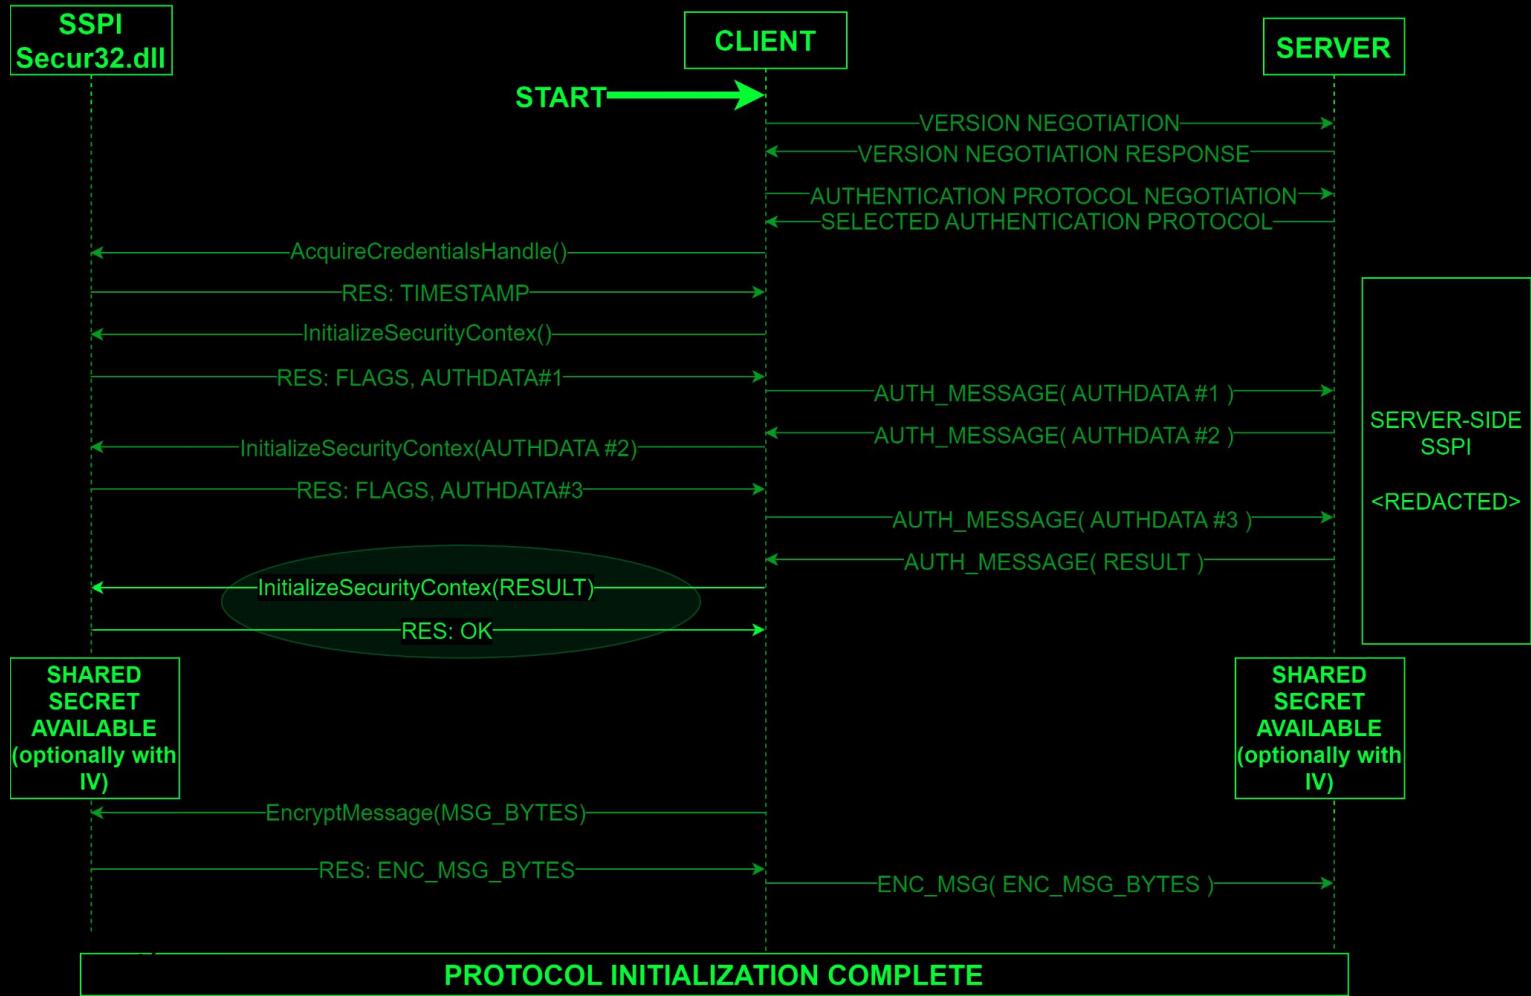 SSPI
Secur32.dll
CLIENT
SERVER
START
VERSION NEGOTIATION
VERSION NEGOTIATION RESPONSE
AUTHENTICATION PROTOCOL NEGOTIATION
SELECTED AUTHENTICATION PROTOCOL
AcquireCredentialsHandle()
RES: TIMESTAMP
InitializeSecurityContex()
RES: FLAGS, AUTHDATA#1
AUTH_MESSAGE( AUTHDATA #1 )
AUTH_MESSAGE( AUTHDATA #2 )
InitializeSecurityContex(AUTHDATA #2)
RES: FLAGS, AUTHDATA#3
AUTH_MESSAGE( AUTHDATA #3 )
AUTH_MESSAGE( RESULT )
SERVER-SIDE
SSPI
<REDACTED>
InitializeSecurityContex(RESULT)
RES: OK
SHARED
SECRET
AVAILABLE
(optionally with
IV)
SHARED
SECRET
AVAILABLE
(optionally with
IV)
EncryptMessage(MSG_BYTES)
RES: ENC_MSG_BYTES
ENC_MSG( ENC_MSG_BYTES )
PROTOCOL INITIALIZATION COMPLETE